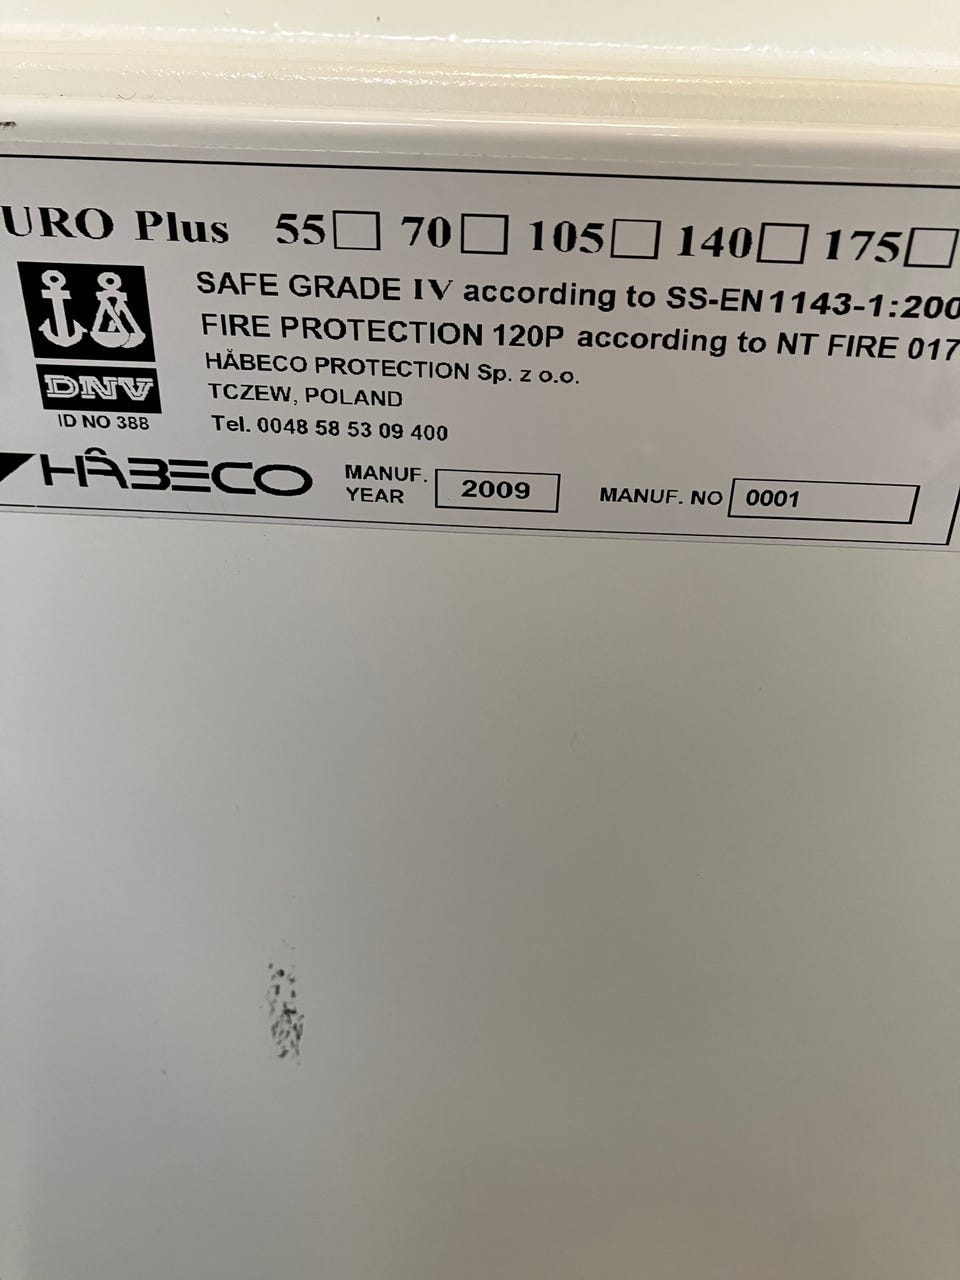 URO Plus 55 70 105 140 175
SAFE GRADE IV according to SS-EN 1143-1:200
FIRE PROTECTION 120P according to NT FIRE 017
HÅBECO PROTECTION Sp. z o.o.
TCZEW, POLAND
Tel. 0048 58 53 09 400
DNV
ID NO 388
HÅBECO
MANUF. YEAR 2009 MANUF. NO 0001